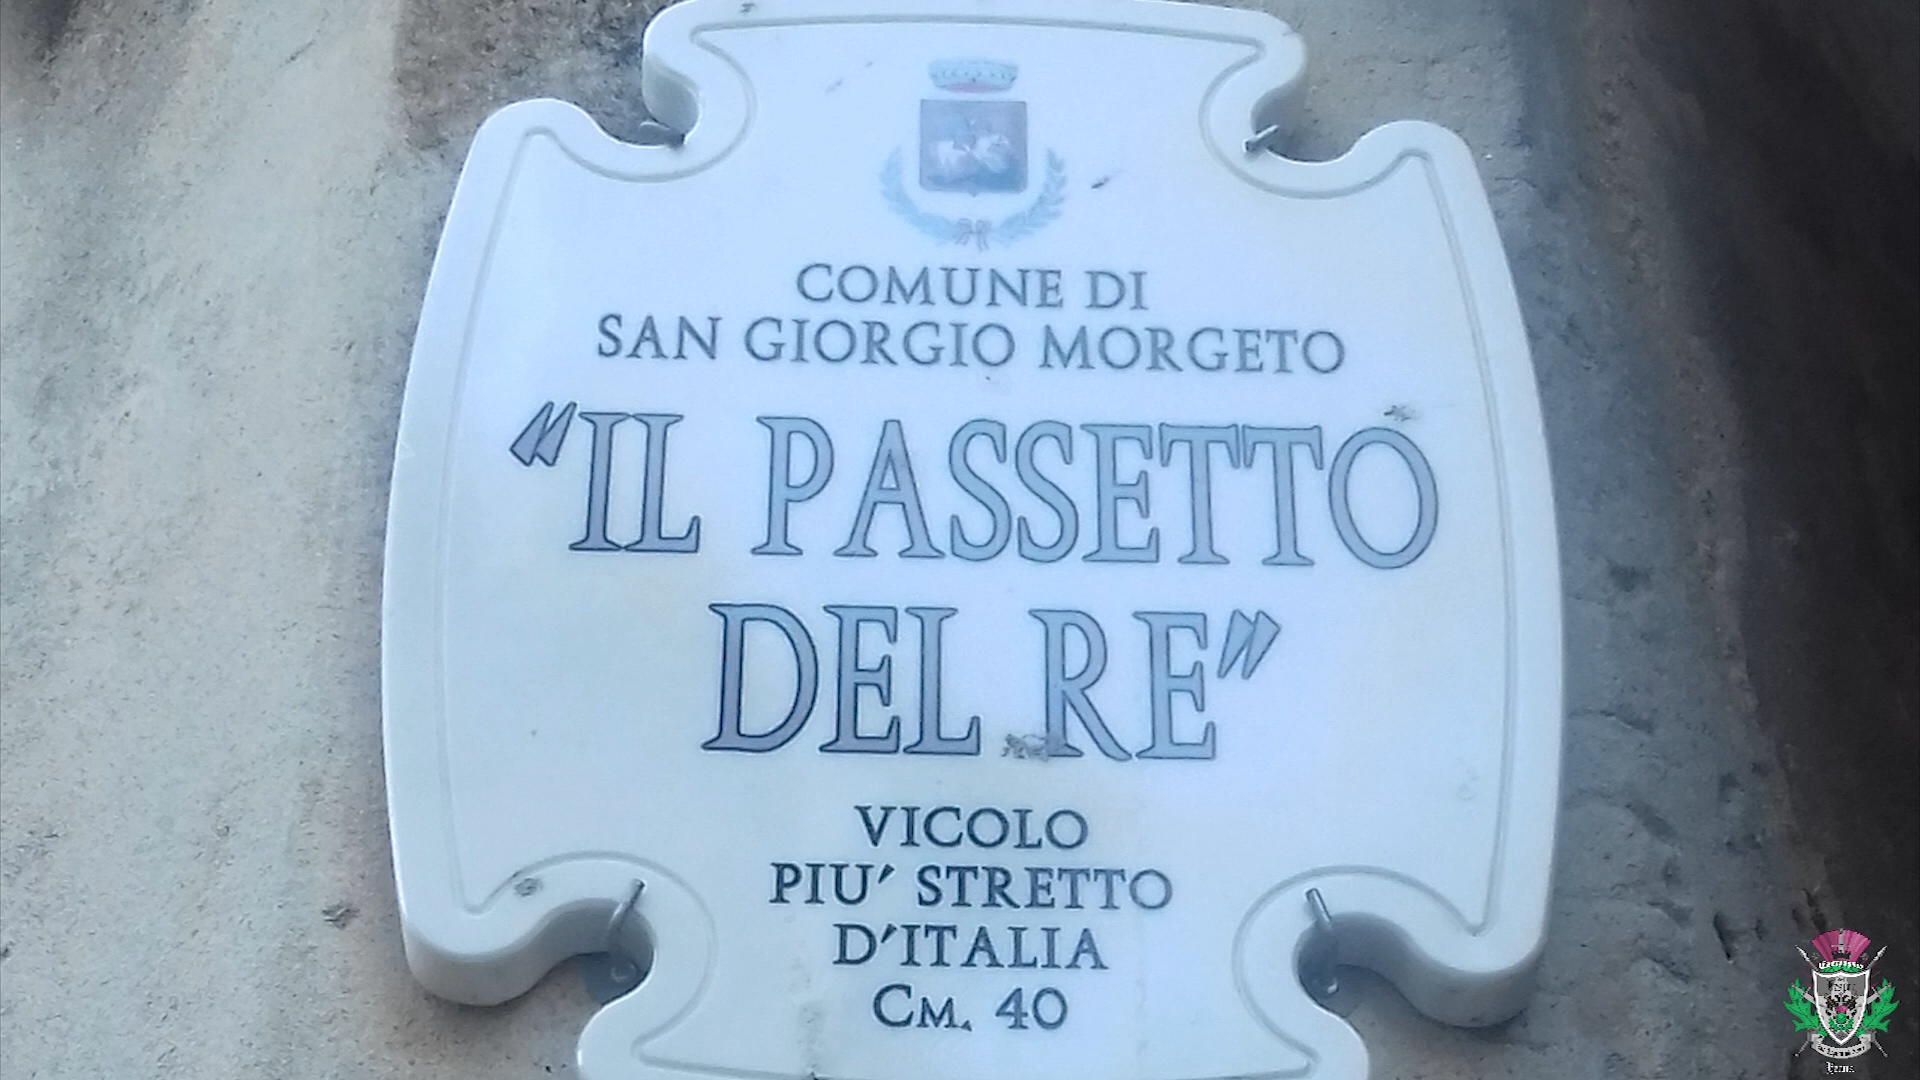 COMUNE DI
SAN GIORGIO MORGETO
"IL PASSETTO
DEL RE"
VICOLO
PIU' STRETTO
D'ITALIA
CM. 40